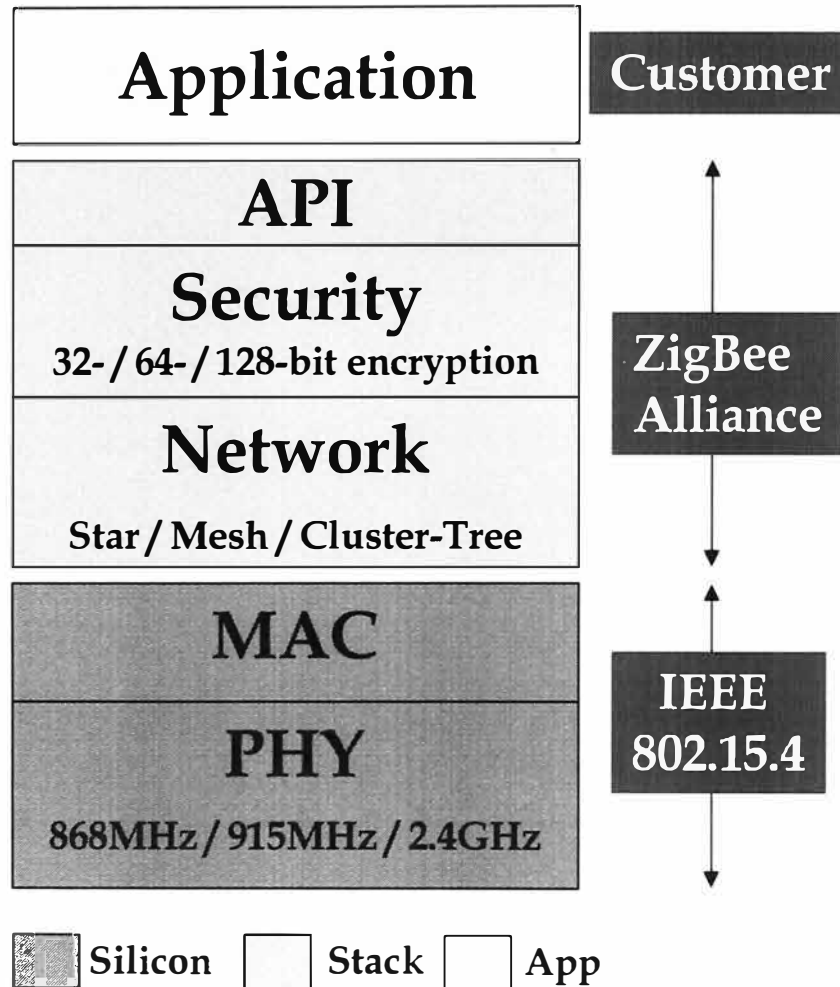 Application
Customer
API
Security
32-/64-/128-bit encryption
ZigBee
Alliance
Network
Star/Mesh/Cluster-Tree
MAC
IEEE
802.15.4
PHY
868MHz/915MHz/2.4GHz
Silicon
Stack
App